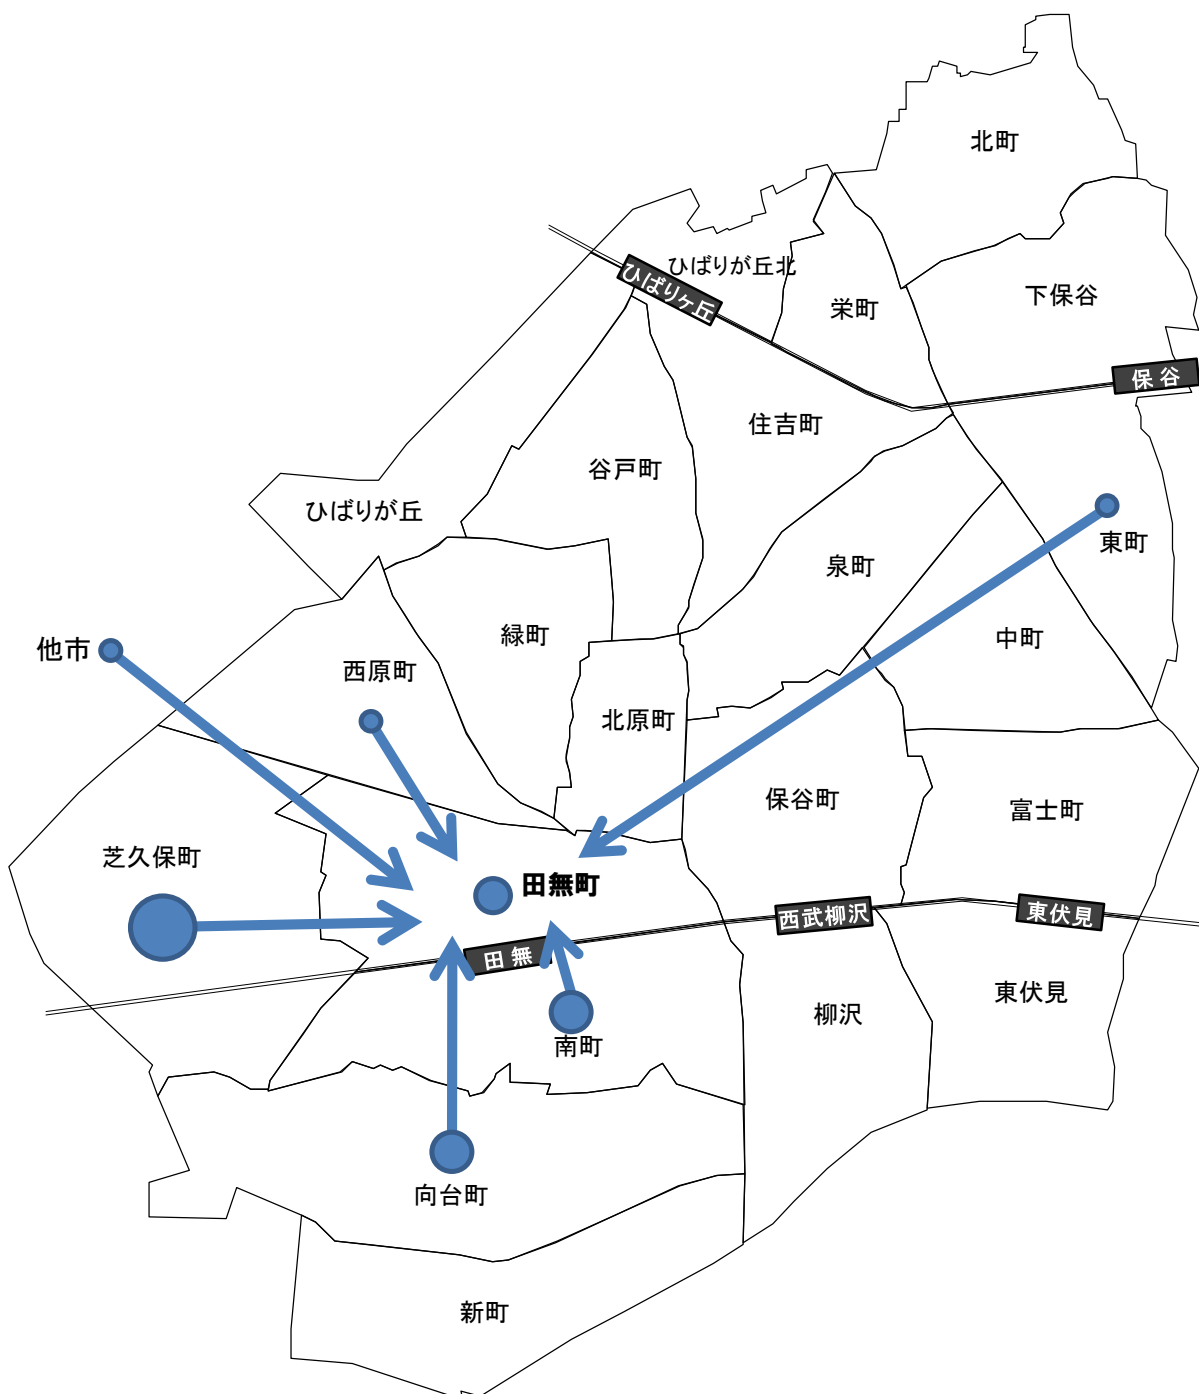 北町
ひばりが丘北
ひばりヶ丘
栄町
下保谷
保谷
住吉町
谷戸町
ひばりが丘
東町
泉町
緑町
中町
他市
西原町
北原町
保谷町
富士町
芝久保町
田無町
西武柳沢
東伏見
田無
東伏見
柳沢
南町
向台町
新町